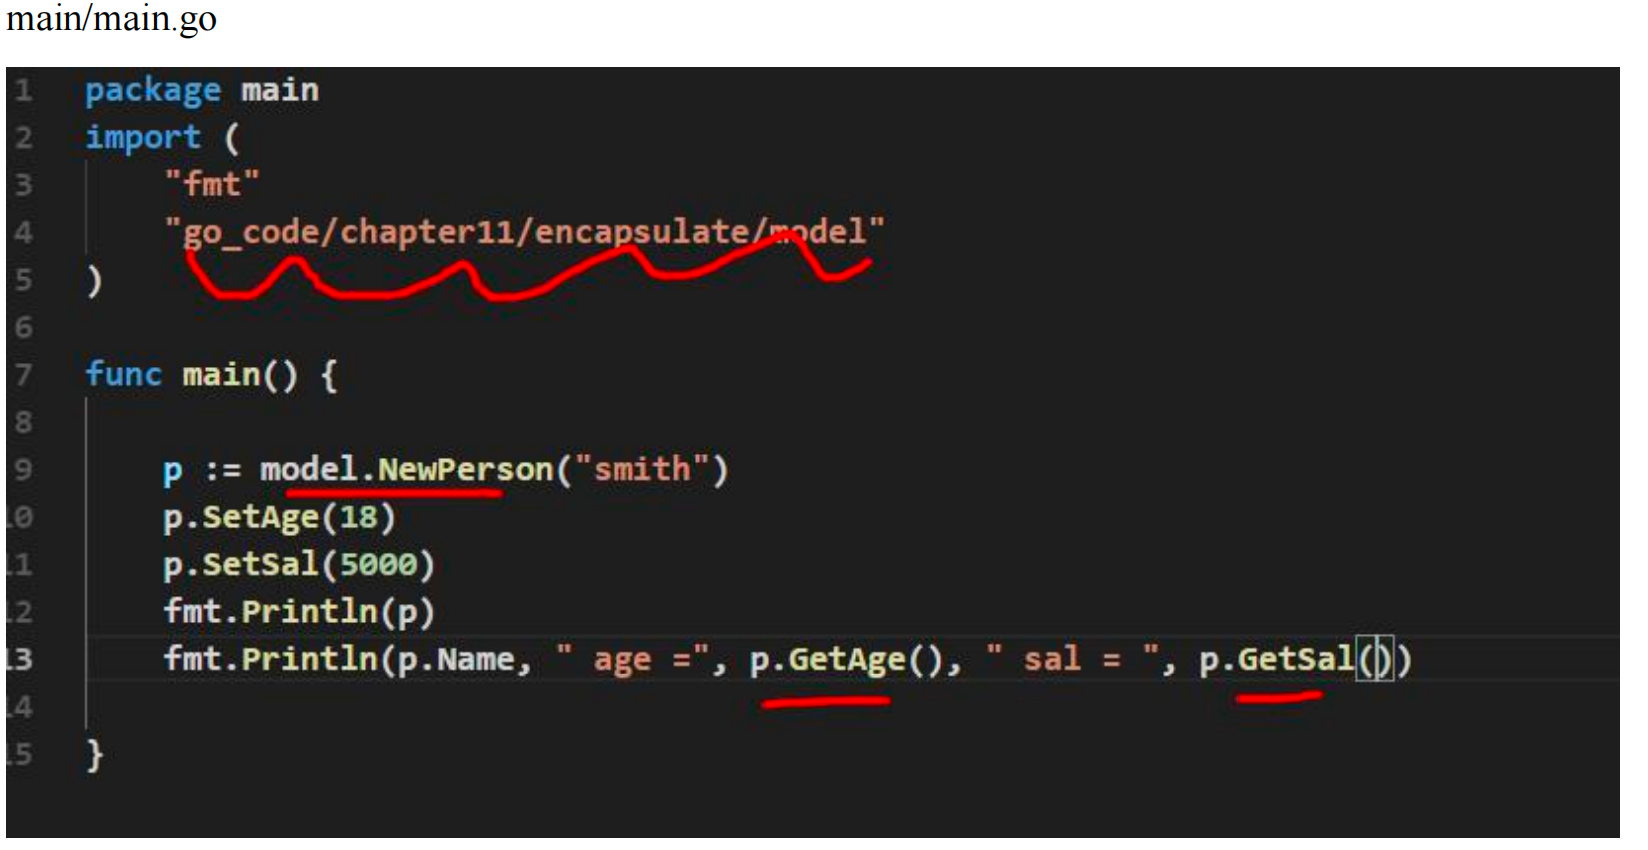 main/main.go
1 package main
2 import (
3 "fmt"
4 "go_code/chapter11/encapsulate/model"
5 )
6
7 func main() {
8
9 p := model.NewPerson("smith")
10 p.SetAge(18)
11 p.SetSal(5000)
12 fmt.Println(p)
13 fmt.Println(p.Name, " age =", p.GetAge(), " sal = ", p.GetSal())
14
15 }